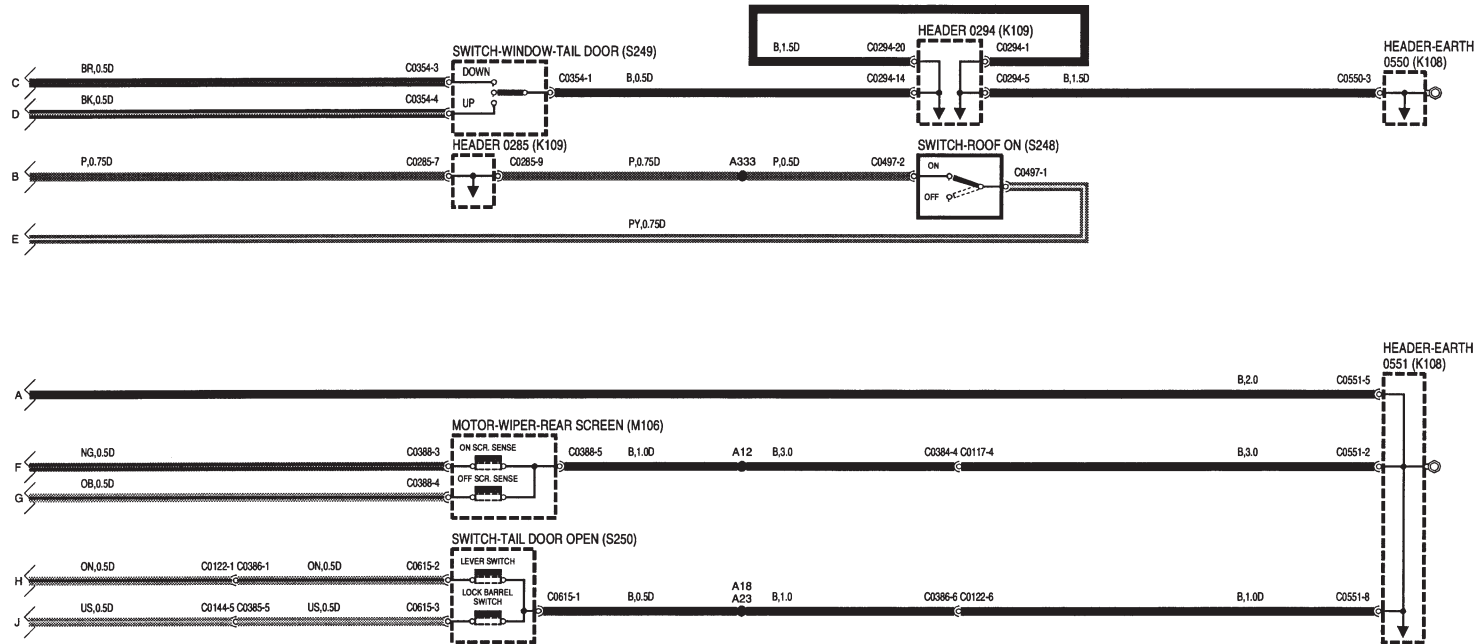 HEADER 0294 (K109)
B,1.5D C0294-20 C0294-1
HEADER-EARTH
0550 (K108)
SWITCH-WINDOW-TAIL DOOR (S249)
C BR,0.5D C0354-3 DOWN C0354-1 B,0.5D C0294-14 C0294-5 B,1.5D C0550-3
D BK,0.5D C0354-4 UP
HEADER 0285 (K109) SWITCH-ROOF ON (S248)
B P,0.75D C0285-7 C0285-9 P,0.75D A333 P,0.5D C0497-2 ON C0497-1
OFF
E PY,0.75D
HEADER-EARTH
0551 (K108)
A B,2.0 C0551-5
MOTOR-WIPER-REAR SCREEN (M106)
F NG,0.5D C0388-3 ON SCR. SENSE C0388-5 B,1.0D A12 B,3.0 C0384-4 C0117-4 B,3.0 C0551-2
G OB,0.5D C0388-4 OFF SCR. SENSE
SWITCH-TAIL DOOR OPEN (S250)
H ON,0.5D C0122-1 C0386-1 ON,0.5D C0615-2 LEVER SWITCH
J US,0.5D C0144-5 C0385-5 US,0.5D C0615-3 LOCK BARREL
SWITCH
C0615-1 B,0.5D A18
A23 B,1.0 C0386-6 C0122-6 B,1.0D C0551-8